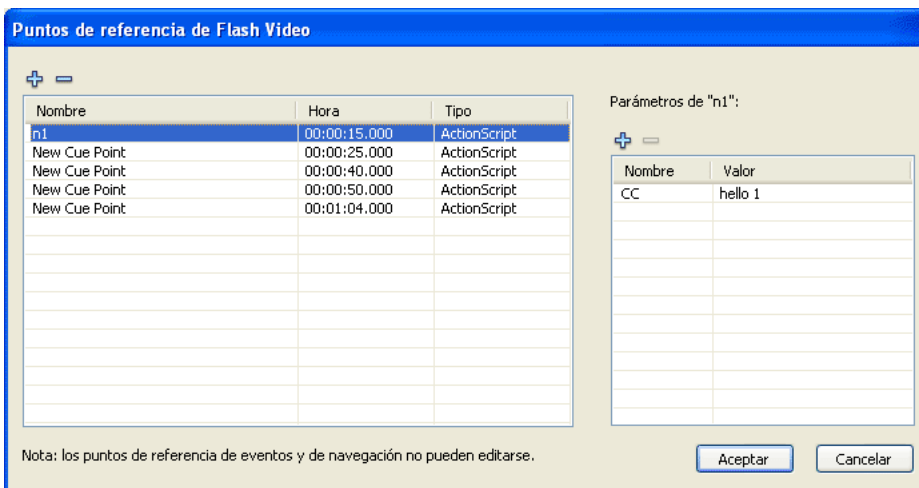 Puntos de referencia de Flash Video
Nombre Hora Tipo
n1 00:00:15.000 ActionScript
New Cue Point 00:00:25.000 ActionScript
New Cue Point 00:00:40.000 ActionScript
New Cue Point 00:00:50.000 ActionScript
New Cue Point 00:01:04.000 ActionScript
Parámetros de "n1":
Nombre Valor
CC hello 1
Nota: los puntos de referencia de eventos y de navegación no pueden editarse.
Aceptar Cancelar